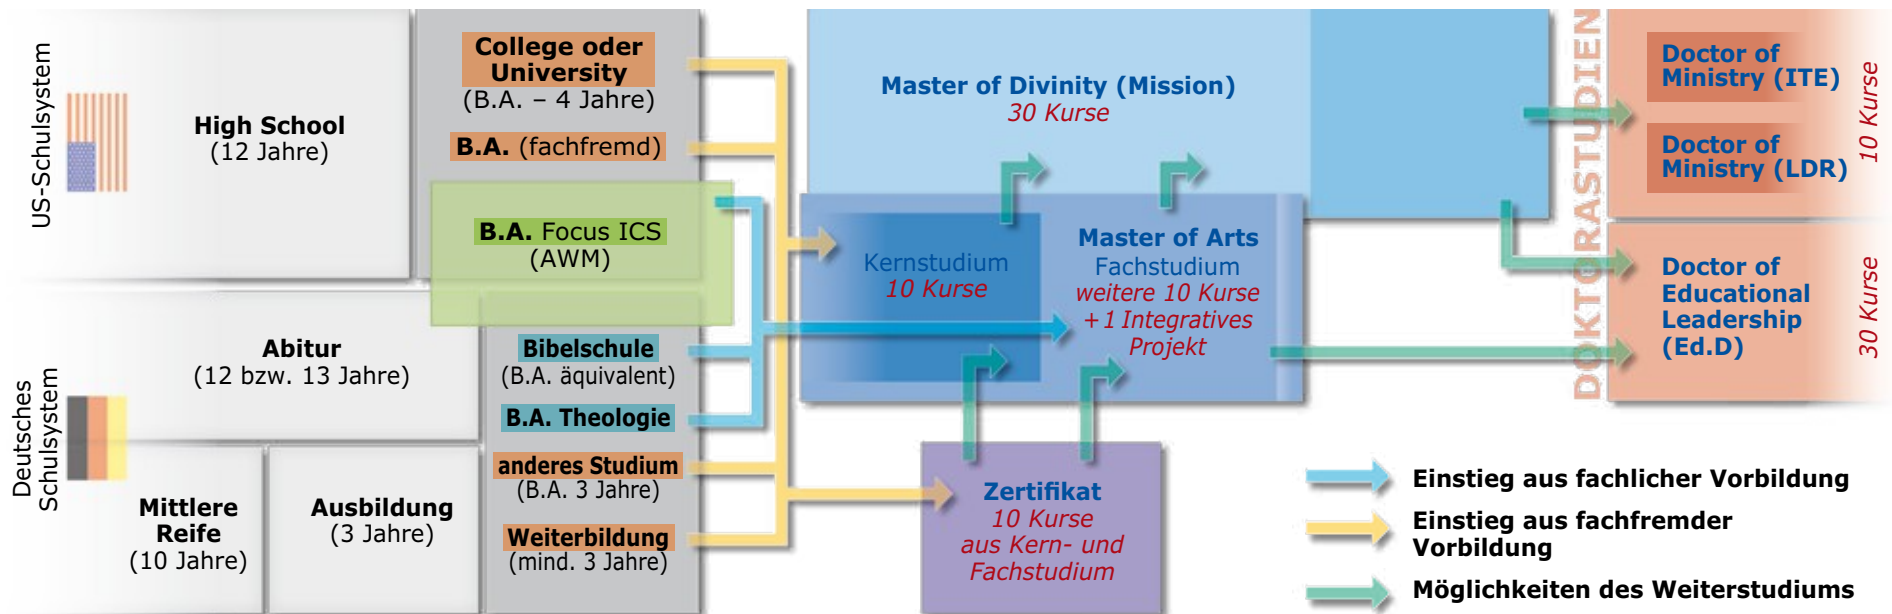 US-Schulsystem
High School
(12 Jahre)
College oder
University
(B.A. – 4 Jahre)
B.A. (fachfremd)
B.A. Focus ICS
(AWM)
Deutsches
Schulsystem
Abitur
(12 bzw. 13 Jahre)
Mittlere
Reife
(10 Jahre)
Ausbildung
(3 Jahre)
Bibelschule
(B.A. äquivalent)
B.A. Theologie
anderes Studium
(B.A. 3 Jahre)
Weiterbildung
(mind. 3 Jahre)
Master of Divinity (Mission)
30 Kurse
Kernstudium
10 Kurse
Master of Arts
Fachstudium
weitere 10 Kurse
+1 Integratives
Projekt
Zertifikat
10 Kurse
aus Kern- und
Fachstudium
DOKTORASTUDIEN
Doctor of
Ministry (ITE)
Doctor of
Ministry (LDR)
10 Kurse
Doctor of
Educational
Leadership
(Ed.D)
30 Kurse
Einstieg aus fachlicher Vorbildung
Einstieg aus fachfremder
Vorbildung
Möglichkeiten des Weiterstudiums